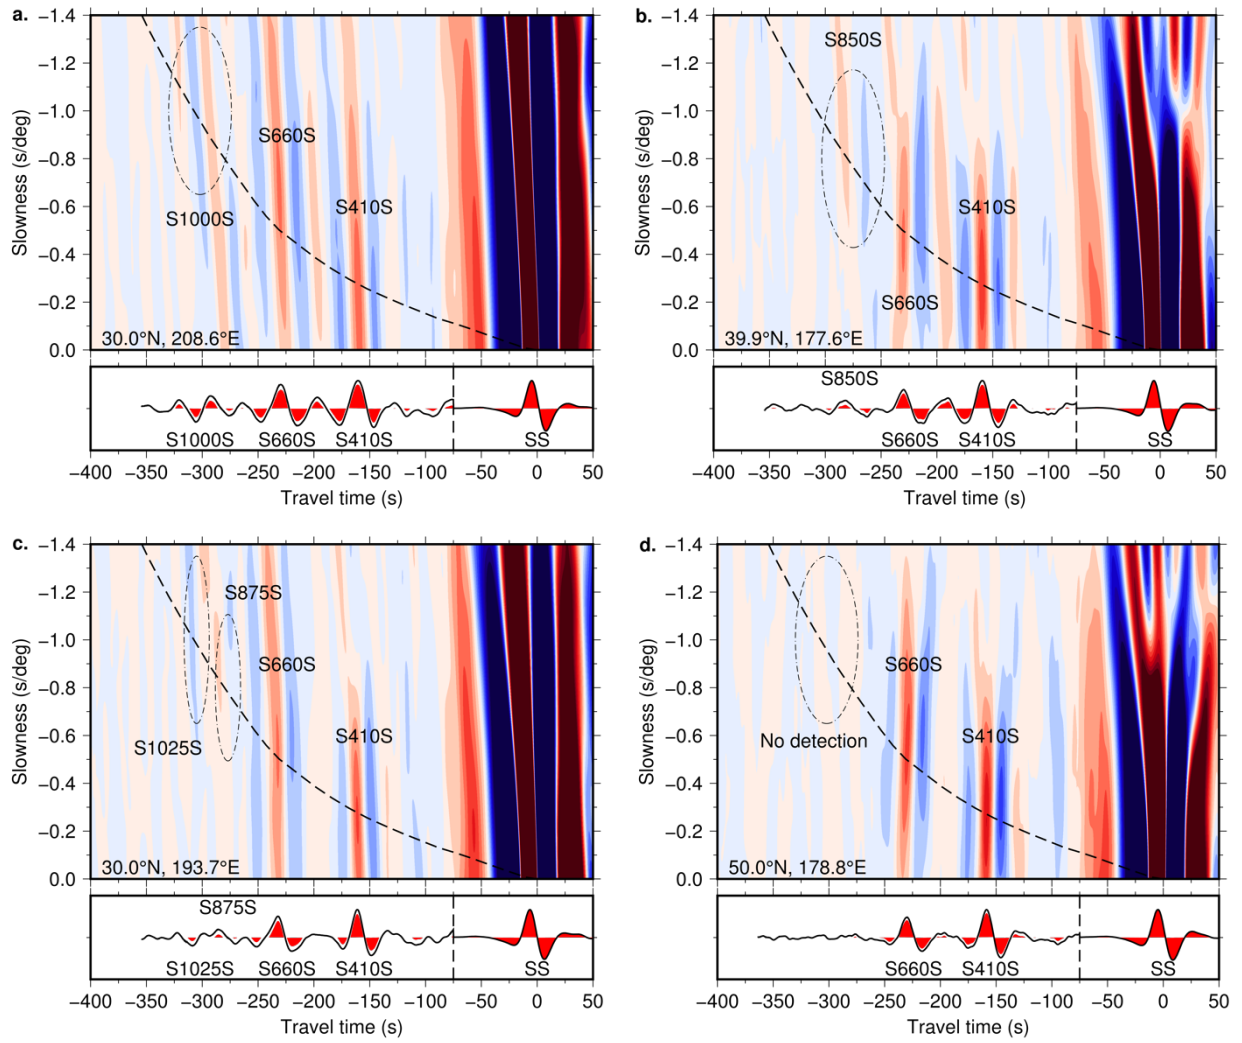 a.
Slowness (s/deg)
−1.4
−1.2
−1.0
−0.8
−0.6
−0.4
−0.2
0.0
S660S
S410S
S1000S
30.0°N, 208.6°E
S1000S S660S S410S SS
−400 −350 −300 −250 −200 −150 −100 −50 0 50
Travel time (s)
b.
Slowness (s/deg)
−1.4
−1.2
−1.0
−0.8
−0.6
−0.4
−0.2
0.0
S850S
S410S
S660S
39.9°N, 177.6°E
S850S
S660S S410S SS
−400 −350 −300 −250 −200 −150 −100 −50 0 50
Travel time (s)
c.
Slowness (s/deg)
−1.4
−1.2
−1.0
−0.8
−0.6
−0.4
−0.2
0.0
S875S
S660S
S410S
S1025S
30.0°N, 193.7°E
S875S
S1025S S660S S410S SS
−400 −350 −300 −250 −200 −150 −100 −50 0 50
Travel time (s)
d.
Slowness (s/deg)
−1.4
−1.2
−1.0
−0.8
−0.6
−0.4
−0.2
0.0
S660S
S410S
No detection
50.0°N, 178.8°E
S660S S410S SS
−400 −350 −300 −250 −200 −150 −100 −50 0 50
Travel time (s)